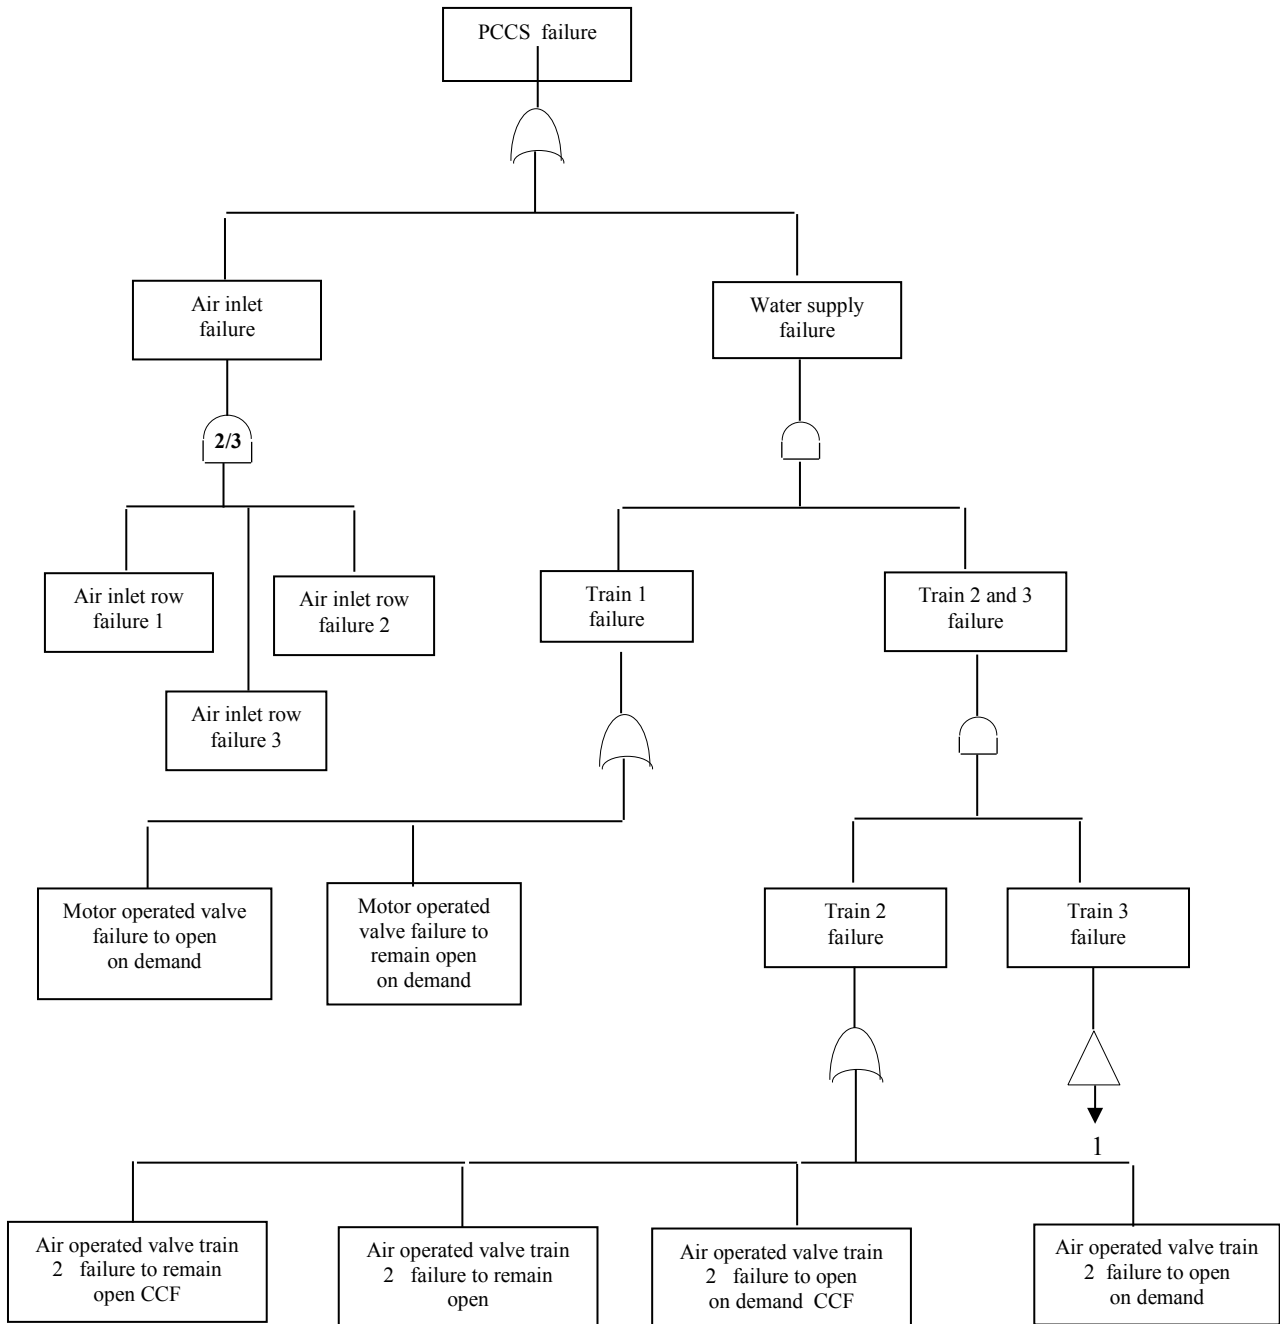 PCCS failure
Air inlet
failure
Water supply
failure
2/3
Air inlet row
failure 1
Air inlet row
failure 2
Air inlet row
failure 3
Train 1
failure
Train 2 and 3
failure
Motor operated valve
failure to open
on demand
Motor operated
valve failure to
remain open
on demand
Train 2
failure
Train 3
failure
1
Air operated valve train
2 failure to remain
open CCF
Air operated valve train
2 failure to remain
open
Air operated valve train
2 failure to open
on demand CCF
Air operated valve train
2 failure to open
on demand